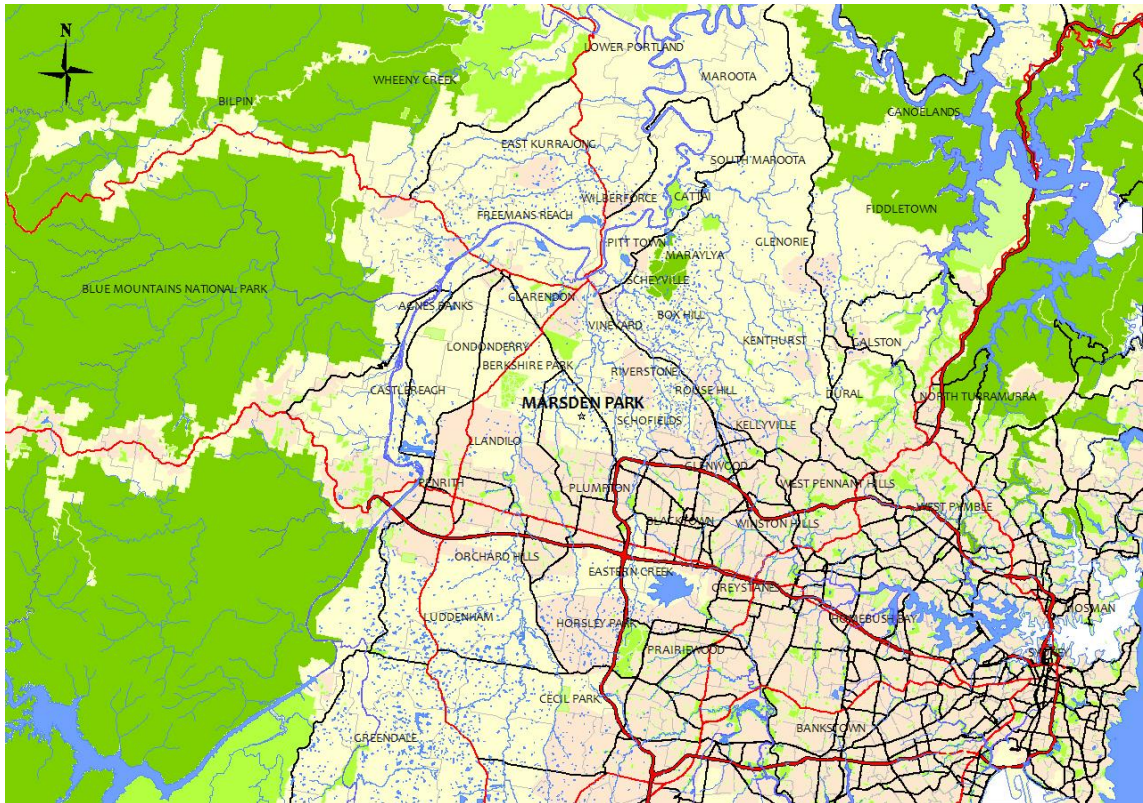 N
LOWER PORTLAND
WHEENY CREEK
MAROOTA
BILPIN
CANOELANDS
EAST KURRAJONG
SOUTH MAROOTA
WILBERFORCE
CATTAI
FREEMANS REACH
FIDDLETOWN
PITT TOWN
GLENORIE
MARAYLYA
SCHEYVILLE
BLUE MOUNTAINS NATIONAL PARK
AGNES BANKS
CLARENDON
BOX HILL
VINEYARD
KENTHURST
GALSTON
LONDONDERRY
BERKSHIRE PARK
RIVERSTONE
CASTLEREAGH
ROUSE HILL
DURAL
NORTH TURRAMURRA
MARSDEN PARK
SCHOFIELDS
KELLYVILLE
LLANDILO
GLENWOOD
PENRITH
PLUMPTON
WEST PENNANT HILLS
WEST PYMBLE
BLACKTOWN
WINSTON HILLS
ORCHARD HILLS
EASTERN CREEK
GREYSTANES
MOSMAN
LUDDENHAM
HORSLEY PARK
HOMEBUSH BAY
PRAIRIEWOOD
SYDNEY
CECIL PARK
BANKSTOWN
GREENDALE